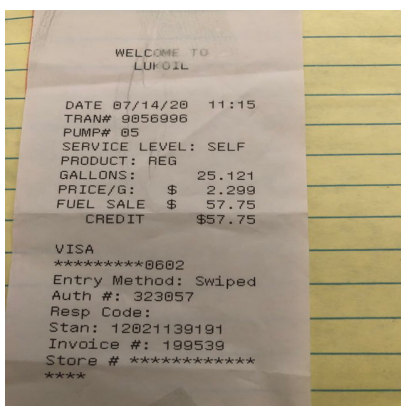 WELCOME TO
LUKOIL
DATE 07/14/20 11:15
TRAN# 9056996
PUMP# 05
SERVICE LEVEL: SELF
PRODUCT: REG
GALLONS: 25.121
PRICE/G: $ 2.299
FUEL SALE $ 57.75
CREDIT $57.75
VISA
*********0602
Entry Method: Swiped
Auth #: 323057
Resp Code:
Stan: 12021139191
Invoice #: 199539
Store # ************
****